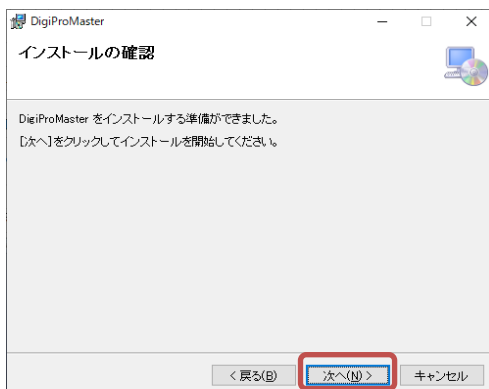 DigiProMaster
インストールの確認
DigiProMaster をインストールする準備ができました。
[次へ]をクリックしてインストールを開始してください。
< 戻る(B) 次へ(N) > キャンセル